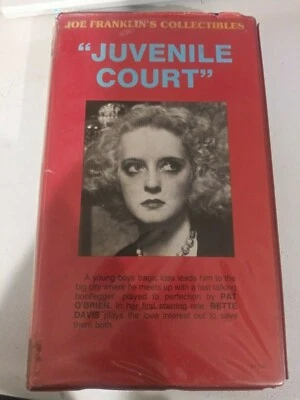 JOE FRANKLIN'S COLLECTIBLES
"JUVENILE
COURT"
A young boys tragic loss leads him to the
big city where he meets up with a fast talking
bootlegger played to perfection by PAT
O'BRIEN. In her first starring role, BETTE
DAVIS plays the love interest out to save
them both.